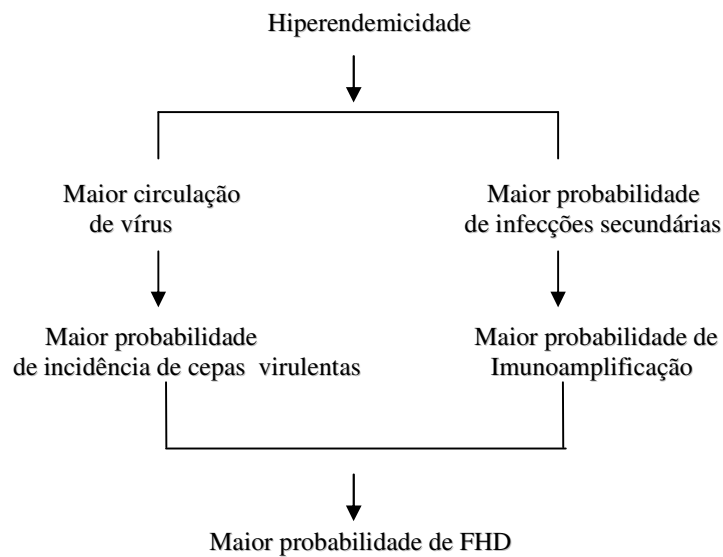 Hiperendemicidade
Maior circulação
de vírus
Maior probabilidade
de infecções secundárias
Maior probabilidade
de incidência de cepas virulentas
Maior probabilidade de
Imunoamplificação
Maior probabilidade de FHD